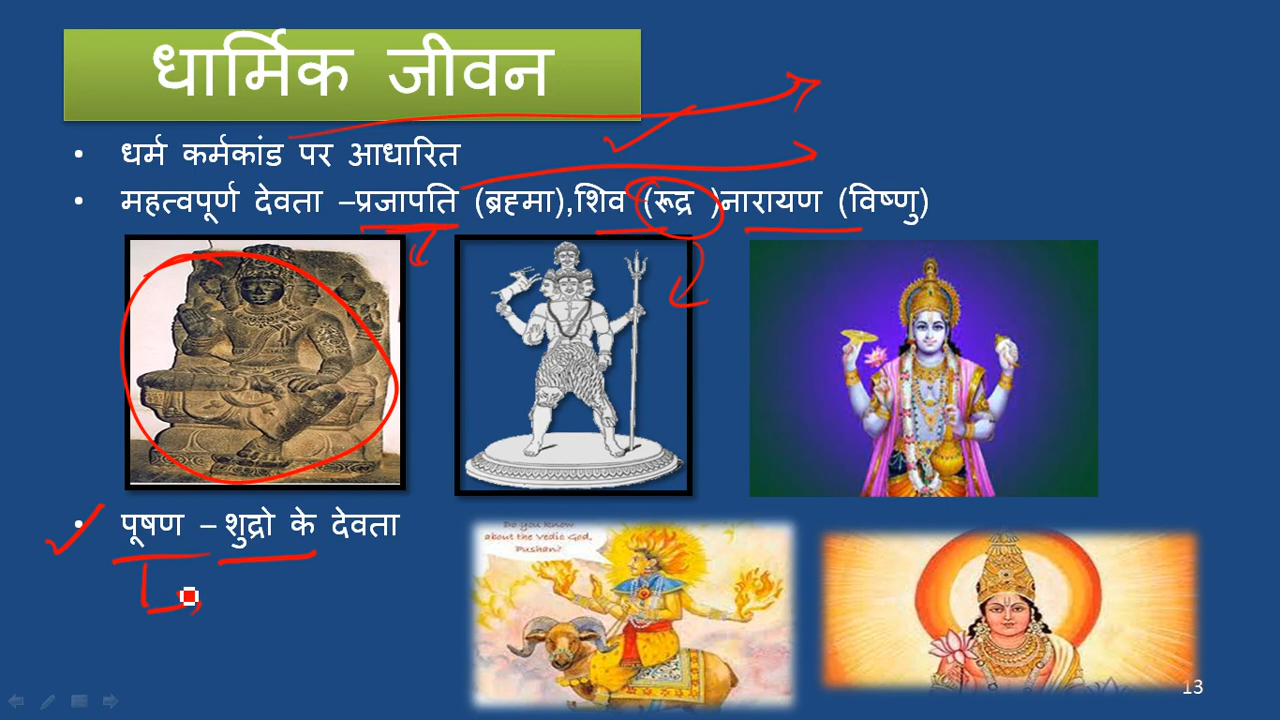 धार्मिक जीवन
• धर्म कर्मकांड पर आधारित
• महत्वपूर्ण देवता –प्रजापति (ब्रह्मा),शिव (रूद्र )नारायण (विष्णु)
• पूषण – शुद्रो के देवता
Do you know
about the Vedic God,
Pushan?
13